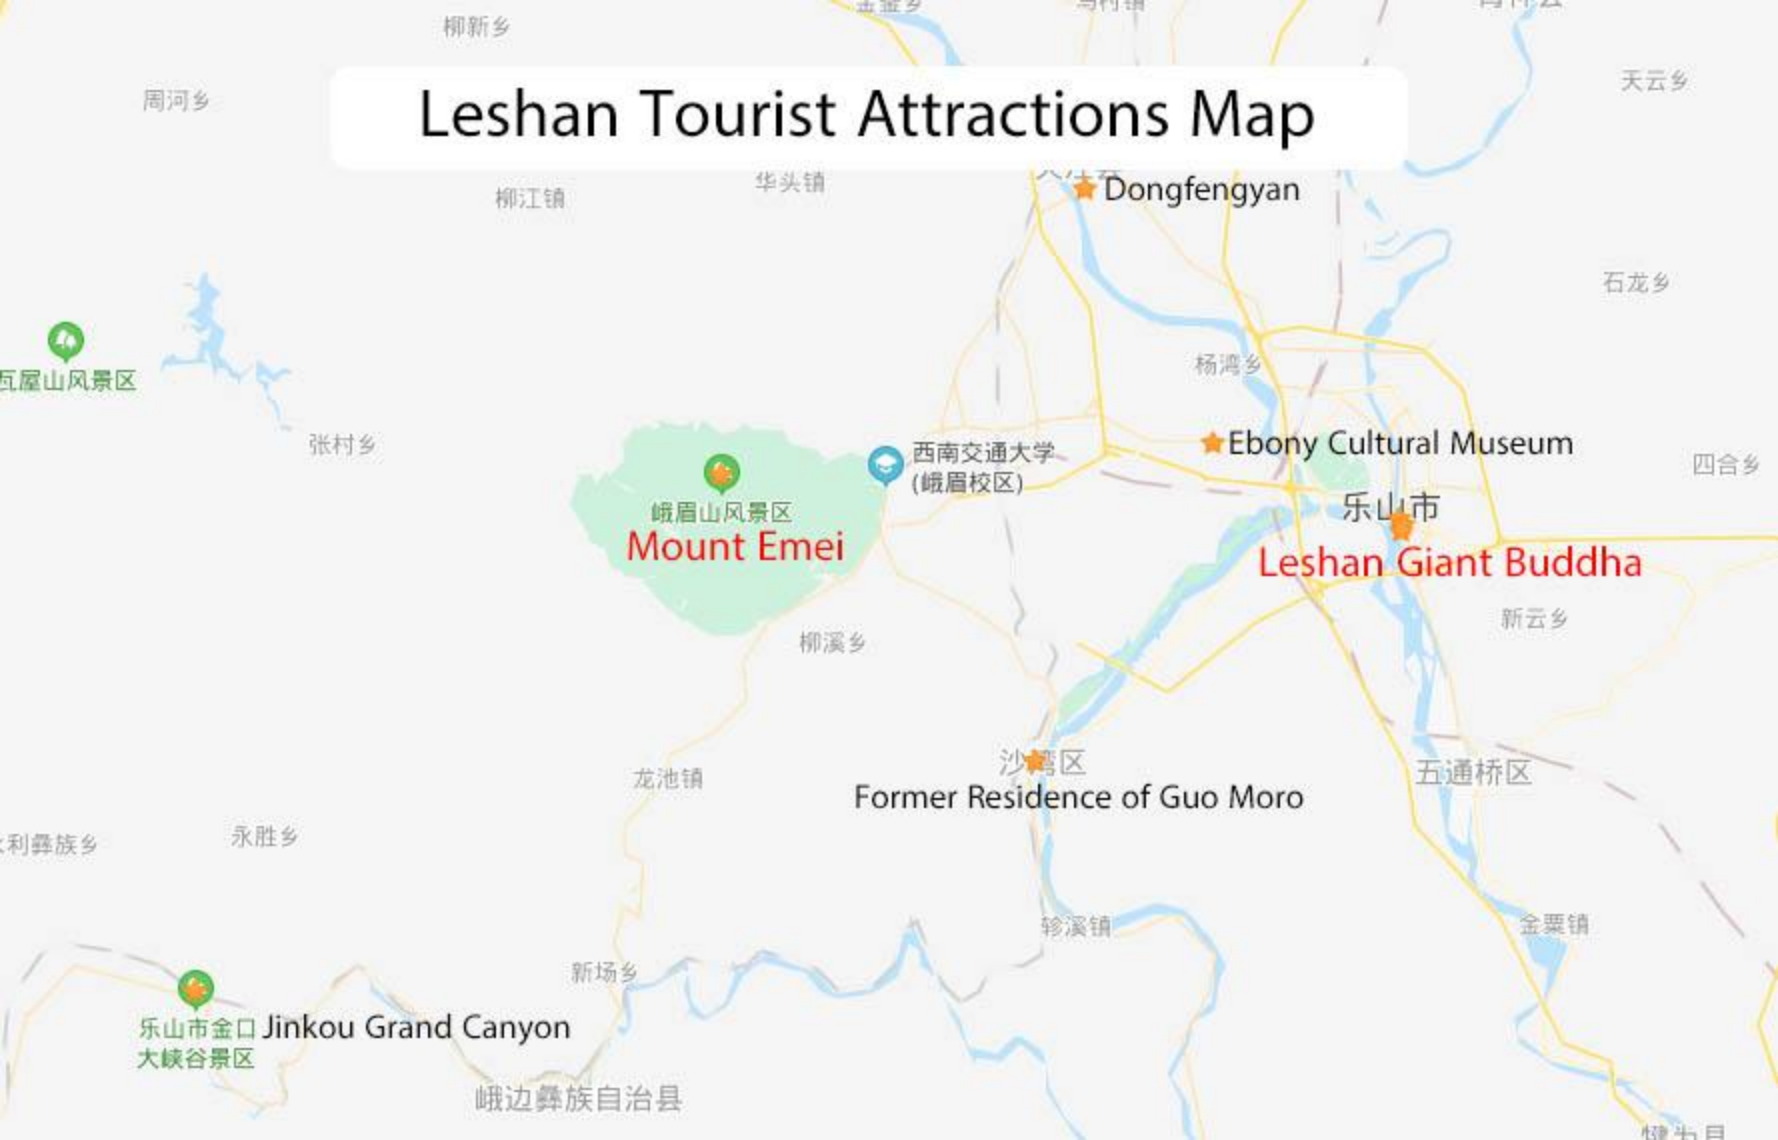 柳新乡
天云乡
周河乡
Leshan Tourist Attractions Map
华头镇
柳江镇
Dongfengyan
石龙乡
杨湾乡
瓦屋山风景区
张村乡
Ebony Cultural Museum
西南交通大学
(峨眉校区)
四合乡
乐山市
峨眉山风景区
Mount Emei
Leshan Giant Buddha
新云乡
柳溪乡
沙湾区
五通桥区
龙池镇
Former Residence of Guo Moro
永胜乡
利彝族乡
轸溪镇
金粟镇
新场乡
乐山市金口
大峡谷景区
Jinkou Grand Canyon
峨边彝族自治县